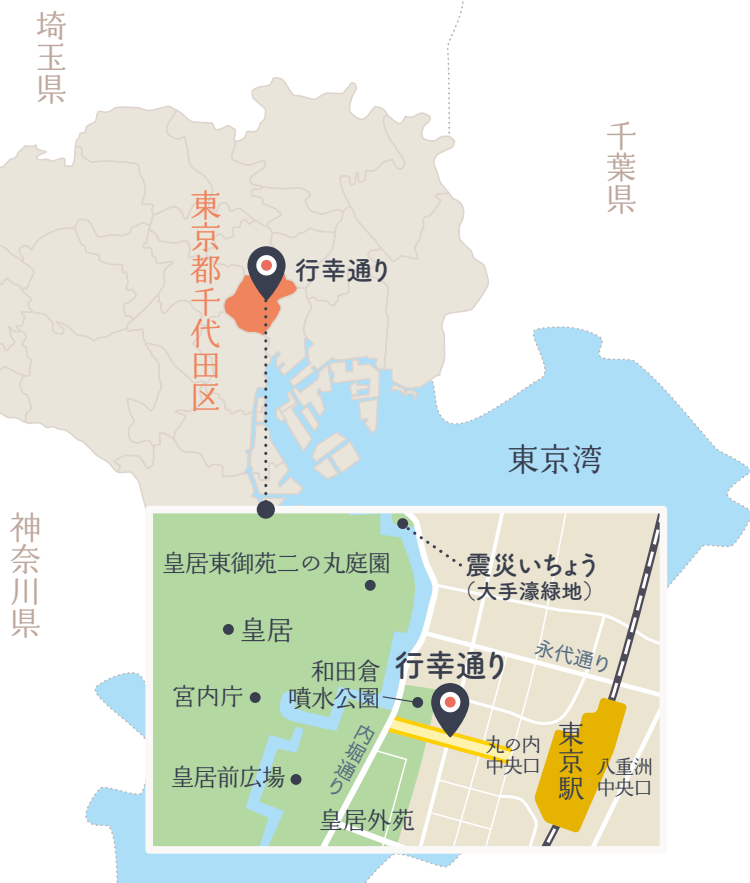 埼玉県
千葉県
東京都千代田区
行幸通り
東京湾
神奈川県
震災いちょう
（大手濠緑地）
皇居東御苑二の丸庭園
皇居
永代通り
行幸通り
和田倉
噴水公園
宮内庁
内堀通り
丸の内
中央口
東京駅
八重洲
中央口
皇居前広場
皇居外苑